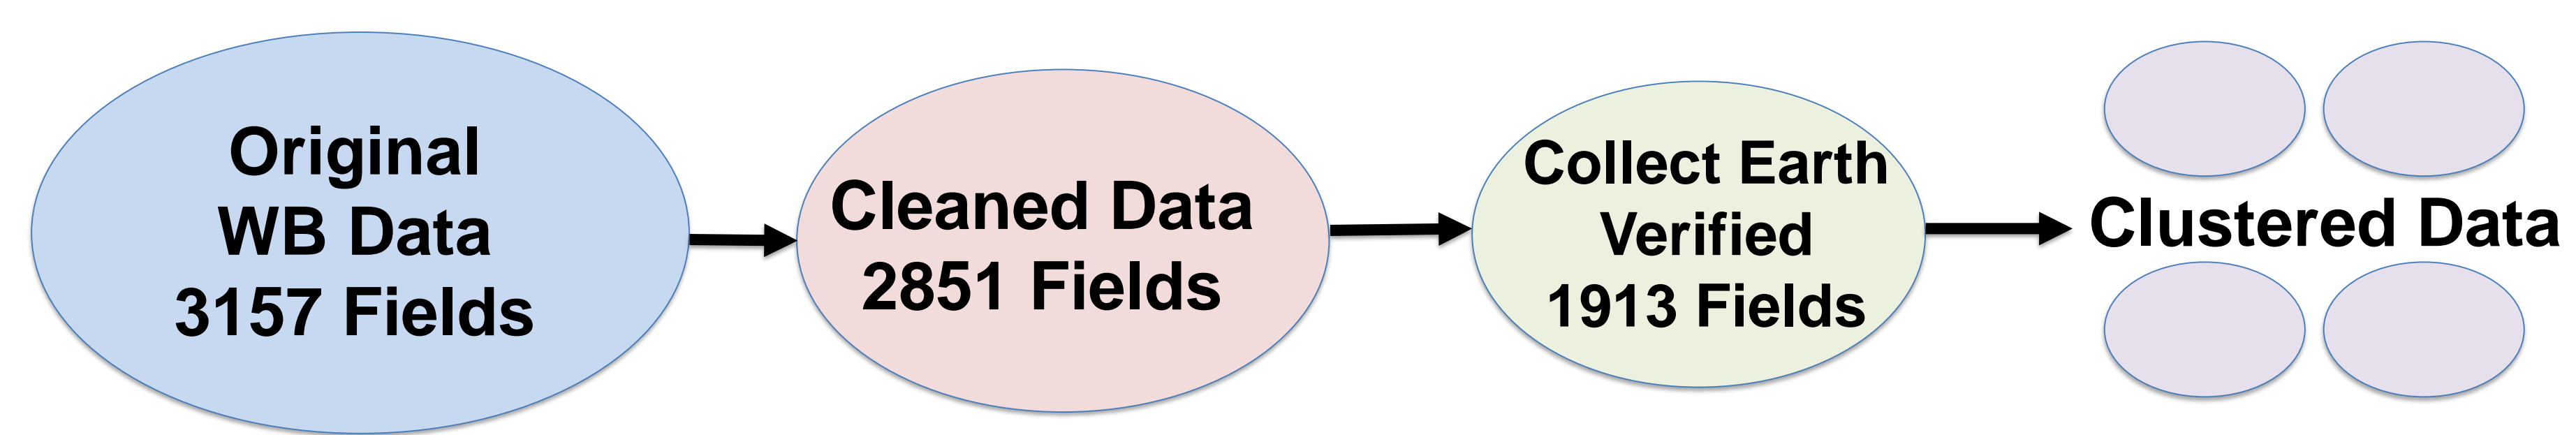 Original
WB Data
3157 Fields
Cleaned Data
2851 Fields
Collect Earth
Verified
1913 Fields
Clustered Data